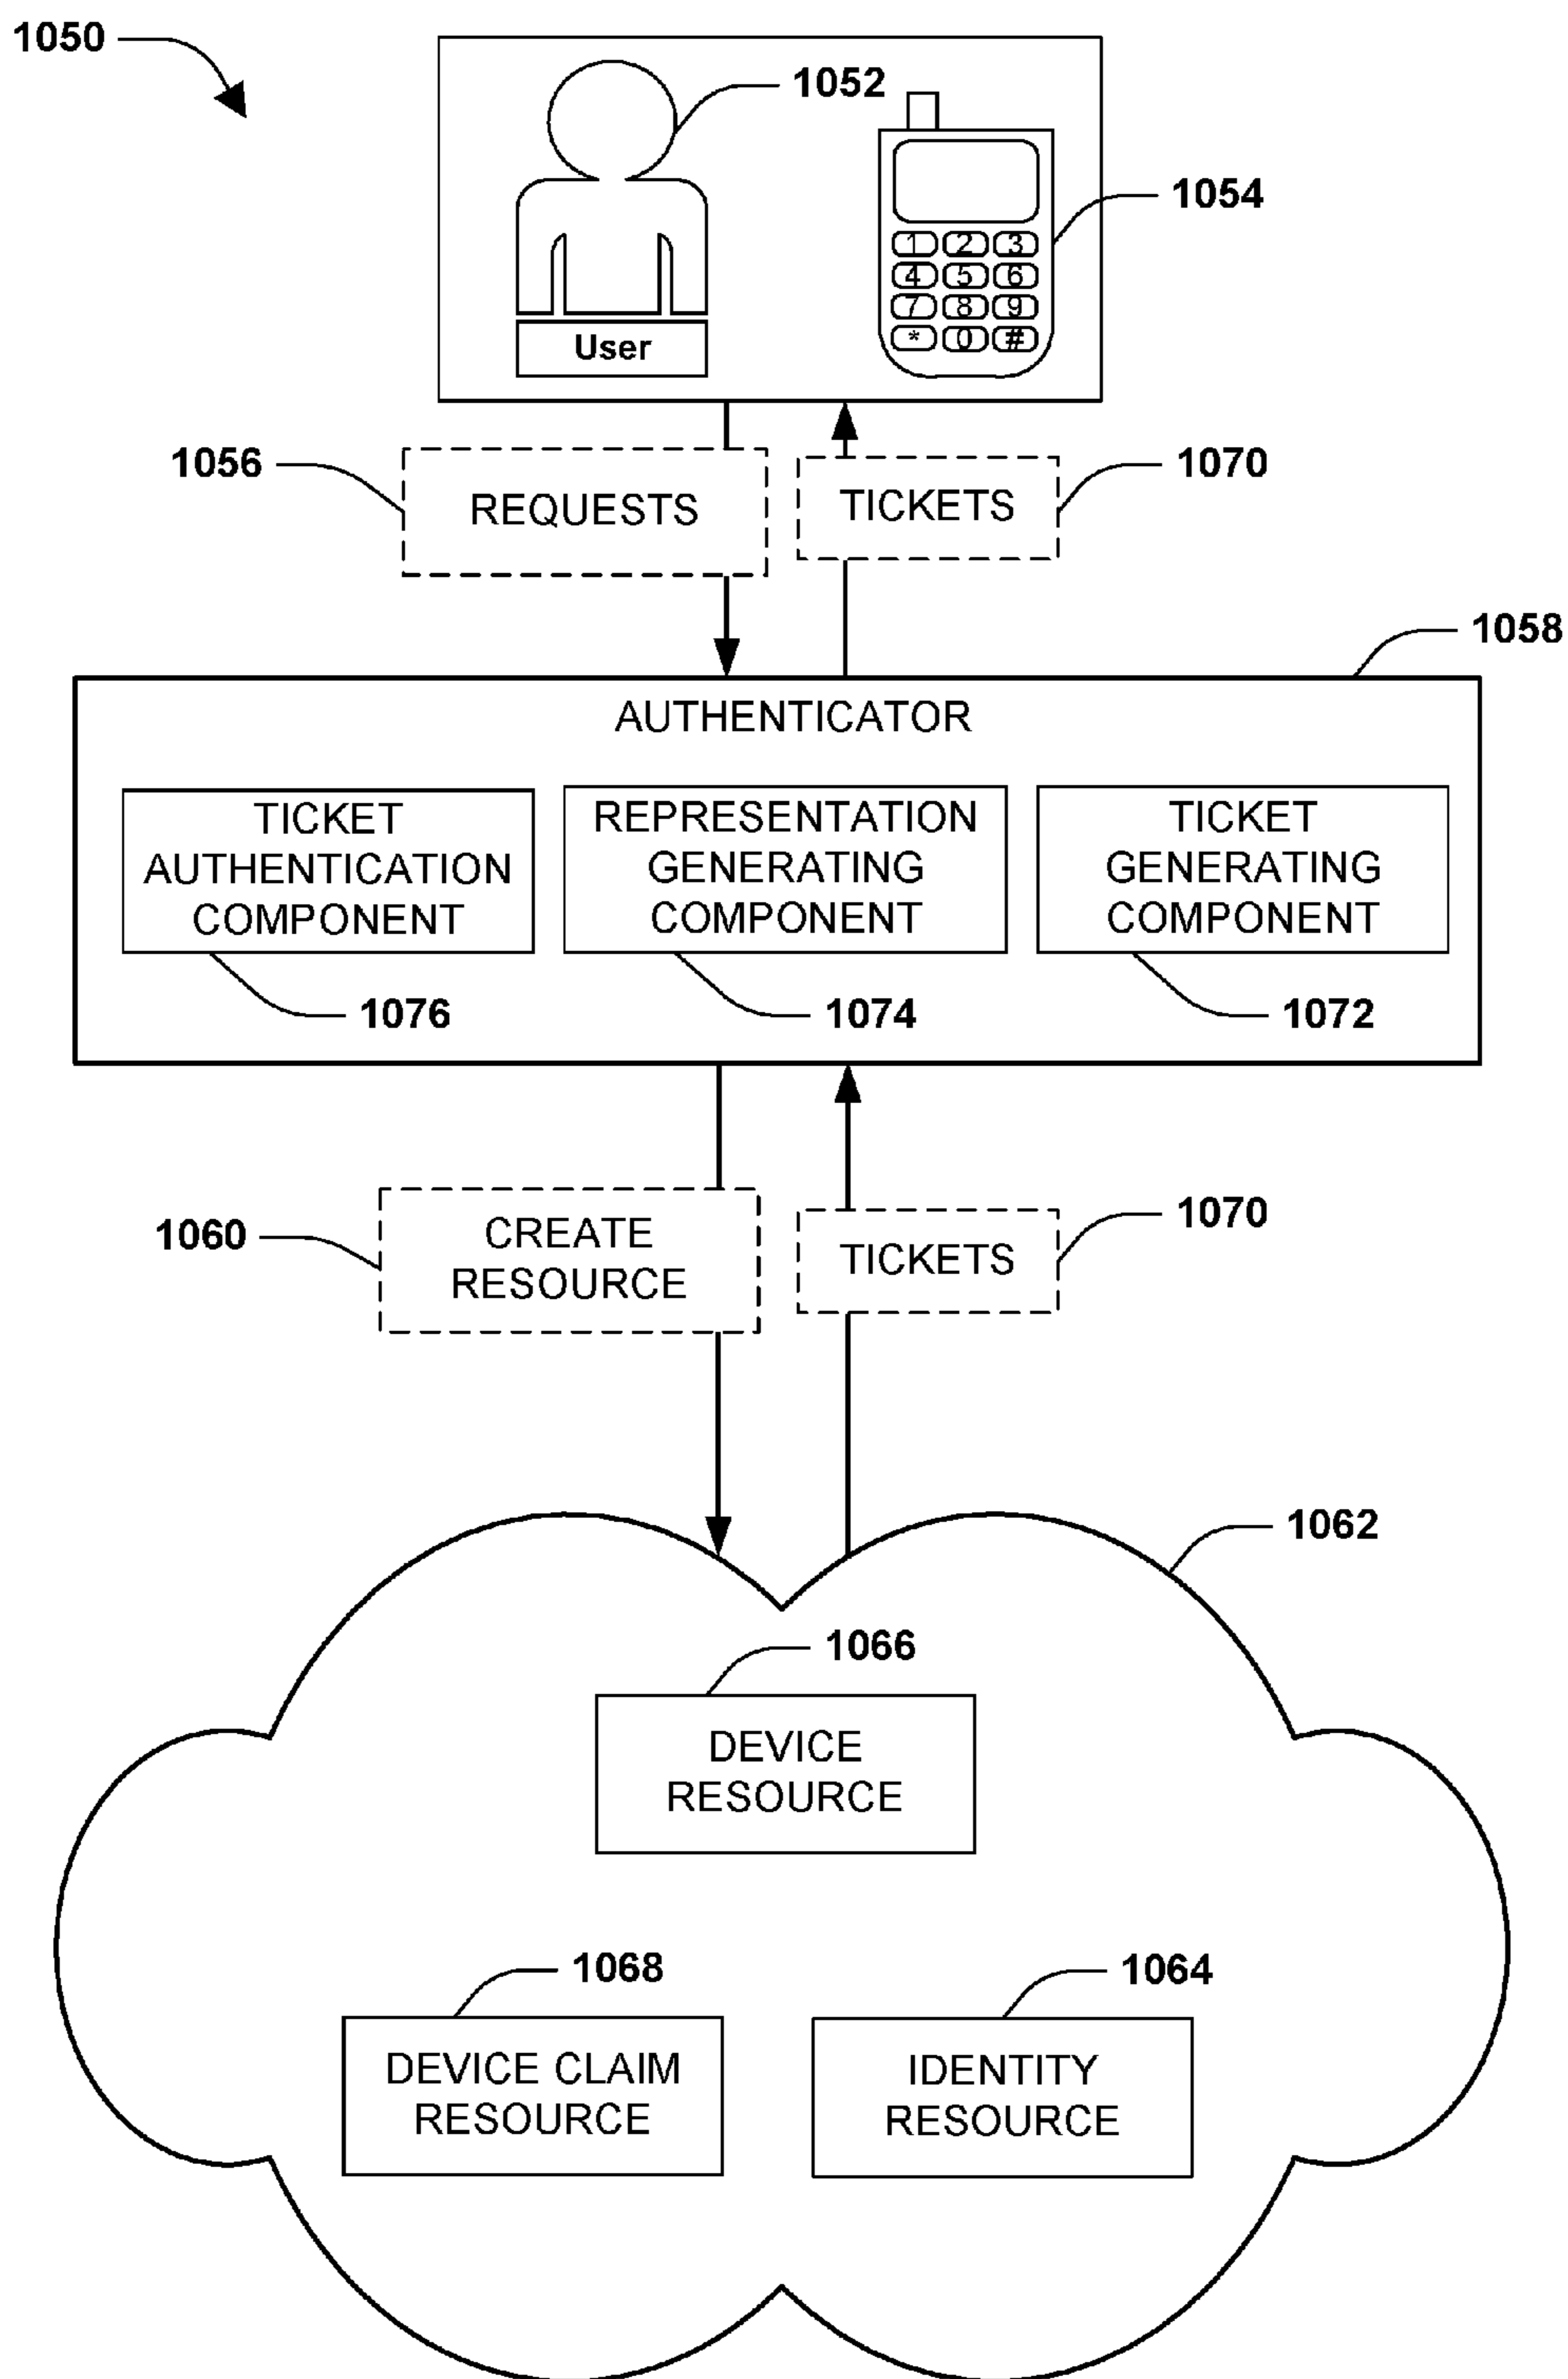 1050
1052
1054
1 2 3
4 5 6
7 8 9
* 0 #
User
1056
REQUESTS
TICKETS
1070
1058
AUTHENTICATOR
TICKET
AUTHENTICATION
COMPONENT
1076
REPRESENTATION
GENERATING
COMPONENT
1074
TICKET
GENERATING
COMPONENT
1072
1060
CREATE
RESOURCE
TICKETS
1070
1062
1066
DEVICE
RESOURCE
1068
DEVICE CLAIM
RESOURCE
1064
IDENTITY
RESOURCE